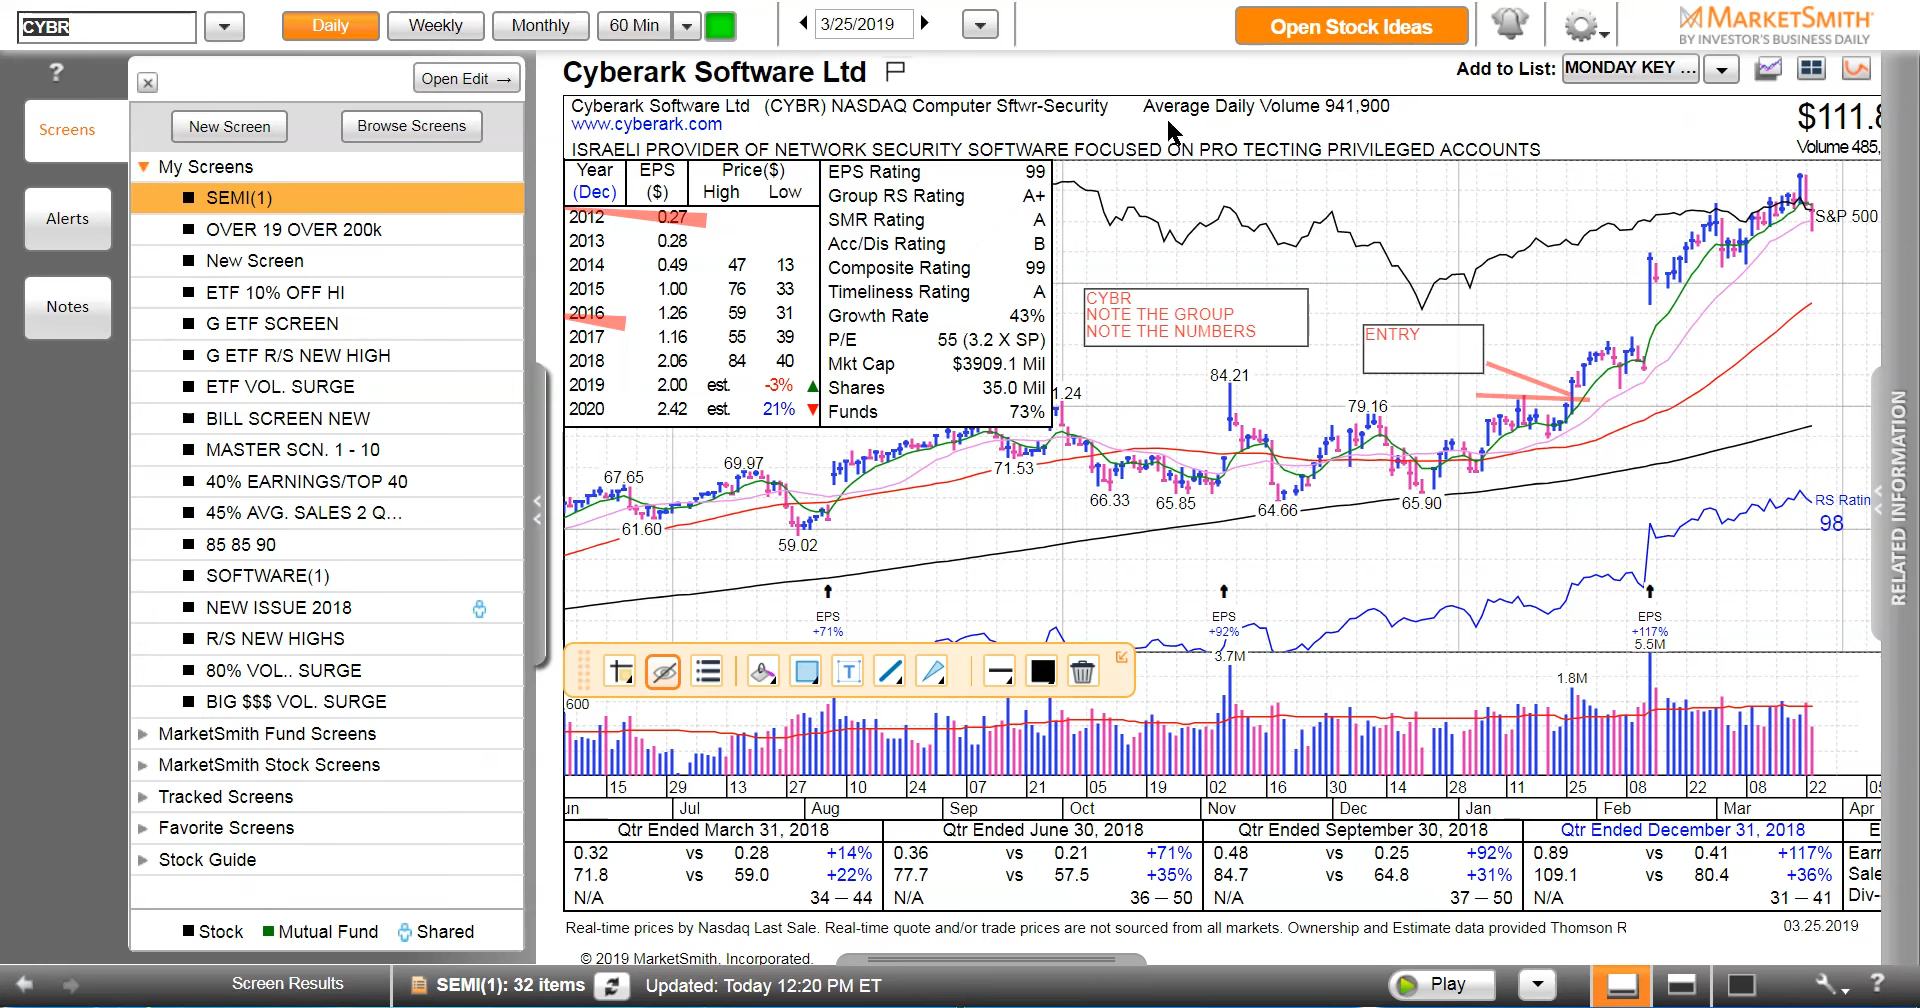 CYBR
Daily
Weekly
Monthly
60 Min
3/25/2019
Open Stock Ideas
MARKETSMITH
BY INVESTOR'S BUSINESS DAILY
?
Screens
Alerts
Notes
Open Edit →
New Screen
Browse Screens
My Screens
SEMI(1)
OVER 19 OVER 200k
New Screen
ETF 10% OFF HI
G ETF SCREEN
G ETF R/S NEW HIGH
ETF VOL. SURGE
BILL SCREEN NEW
MASTER SCN. 1 - 10
40% EARNINGS/TOP 40
45% AVG. SALES 2 Q...
85 85 90
SOFTWARE(1)
NEW ISSUE 2018
R/S NEW HIGHS
80% VOL.. SURGE
BIG $$$ VOL. SURGE
MarketSmith Fund Screens
MarketSmith Stock Screens
Tracked Screens
Favorite Screens
Stock Guide
Stock Mutual Fund Shared
Cyberark Software Ltd
Add to List: MONDAY KEY ...
Cyberark Software Ltd (CYBR) NASDAQ Computer Sftwr-Security Average Daily Volume 941,900
www.cyberark.com
ISRAELI PROVIDER OF NETWORK SECURITY SOFTWARE FOCUSED ON PRO TECTING PRIVILEGED ACCOUNTS
$111.8
Volume 485,
Year EPS Price($)
(Dec) ($) High Low
2012 0.27
2013 0.28
2014 0.49 47 13
2015 1.00 76 33
2016 1.26 59 31
2017 1.16 55 39
2018 2.06 84 40
2019 2.00 est. -3%
2020 2.42 est. 21%
EPS Rating 99
Group RS Rating A+
SMR Rating A
Acc/Dis Rating B
Composite Rating 99
Timeliness Rating A
Growth Rate 43%
P/E 55 (3.2 X SP)
Mkt Cap $3909.1 Mil
Shares 35.0 Mil
Funds 73%
CYBR
NOTE THE GROUP
NOTE THE NUMBERS
ENTRY
S&P 500
84.21
1.24
79.16
67.65
69.97
71.53
66.33
65.85
64.66
65.90
61.60
59.02
RS Ratin
98
EPS
+71%
EPS
+92%
3.7M
EPS
+117%
5.5M
1.8M
600
15 29 13 27 10 24 07 21 05 19 02 16 30 14 28 11 25 08 22 08 22 05
un Jul Aug Sep Oct Nov Dec Jan Feb Mar Apr
Qtr Ended March 31, 2018 Qtr Ended June 30, 2018 Qtr Ended September 30, 2018 Qtr Ended December 31, 2018 E
0.32 vs 0.28 +14% 0.36 vs 0.21 +71% 0.48 vs 0.25 +92% 0.89 vs 0.41 +117% Earr
71.8 vs 59.0 +22% 77.7 vs 57.5 +35% 84.7 vs 64.8 +31% 109.1 vs 80.4 +36% Sale
N/A 34 — 44 N/A 36 — 50 N/A 37 — 50 N/A 31 — 41 Div-
Real-time prices by Nasdaq Last Sale. Real-time quote and/or trade prices are not sourced from all markets. Ownership and Estimate data provided Thomson R
03.25.2019
© 2019 MarketSmith, Incorporated.
RELATED INFORMATION
Screen Results
SEMI(1): 32 items
Updated: Today 12:20 PM ET
Play
?